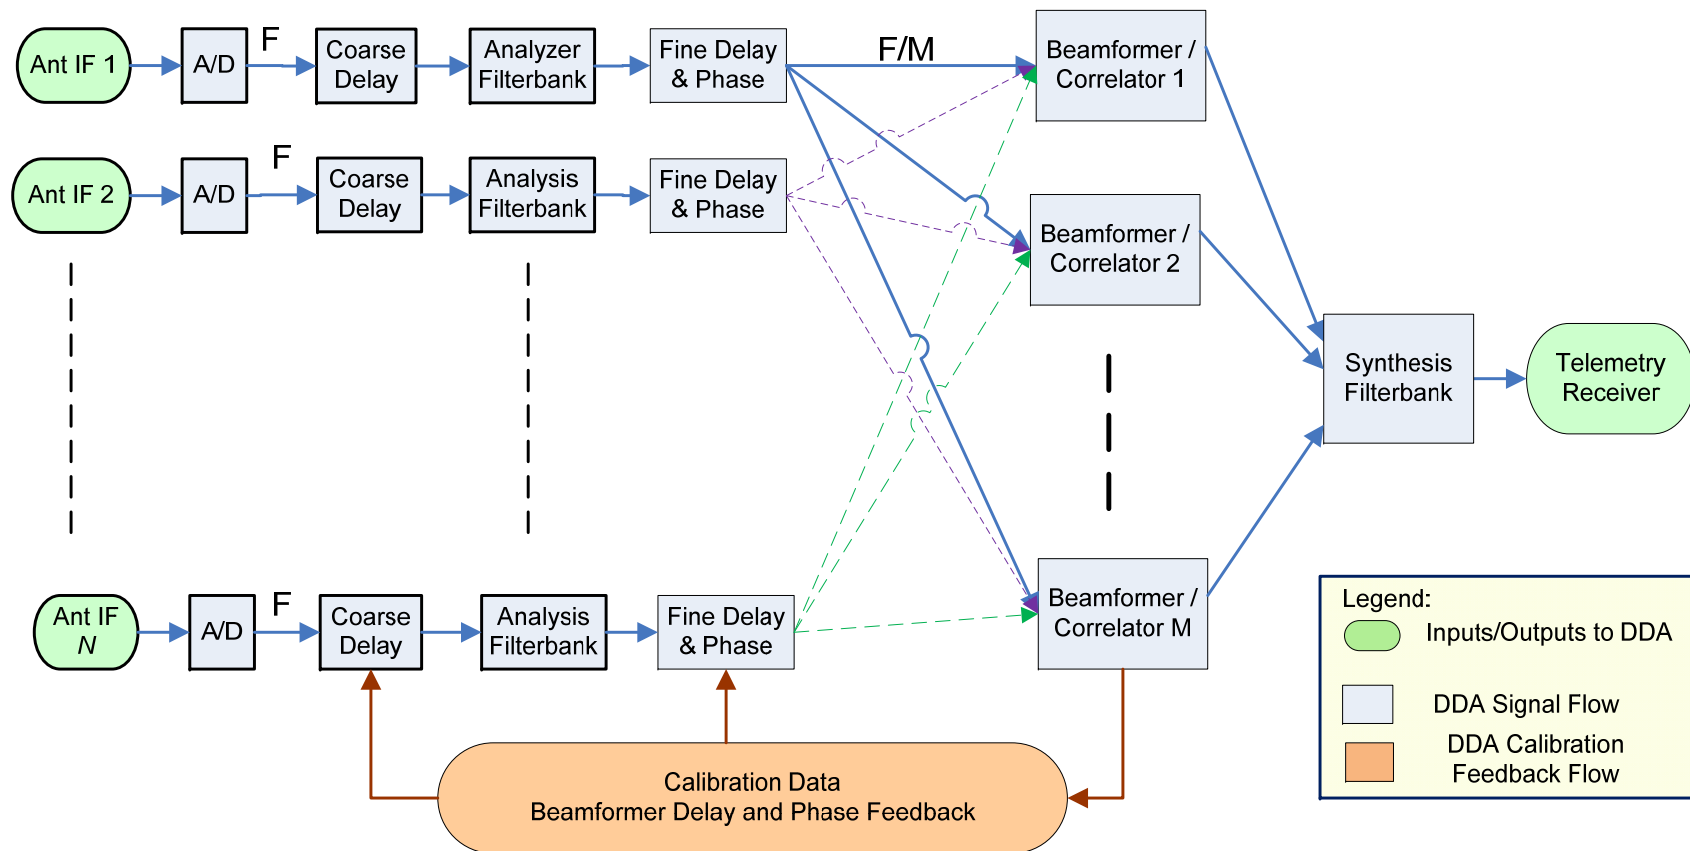 Ant IF 1
A/D
F
Coarse
Delay
Analyzer
Filterbank
Fine Delay
& Phase
F/M
Beamformer /
Correlator 1
Ant IF 2
A/D
F
Coarse
Delay
Analysis
Filterbank
Fine Delay
& Phase
Beamformer /
Correlator 2
Synthesis
Filterbank
Telemetry
Receiver
Ant IF
N
A/D
F
Coarse
Delay
Analysis
Filterbank
Fine Delay
& Phase
Beamformer /
Correlator M
Calibration Data
Beamformer Delay and Phase Feedback
Legend:
Inputs/Outputs to DDA
DDA Signal Flow
DDA Calibration
Feedback Flow